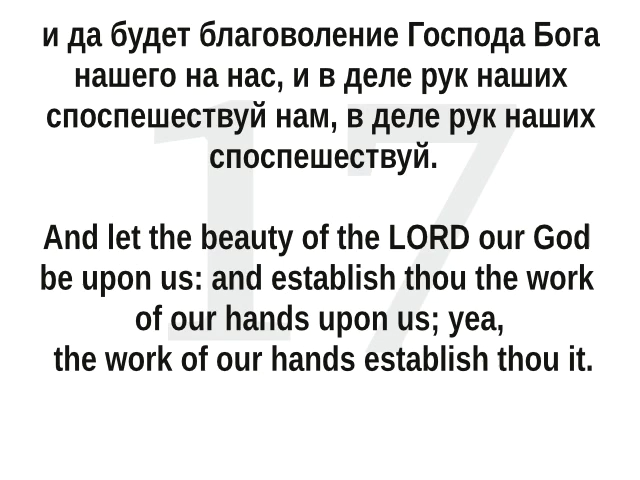 и да будет благоволение Господа Бога
нашего на нас, и в деле рук наших
споспешествуй нам, в деле рук наших
споспешествуй.
17
And let the beauty of the LORD our God
be upon us: and establish thou the work
of our hands upon us; yea,
the work of our hands establish thou it.